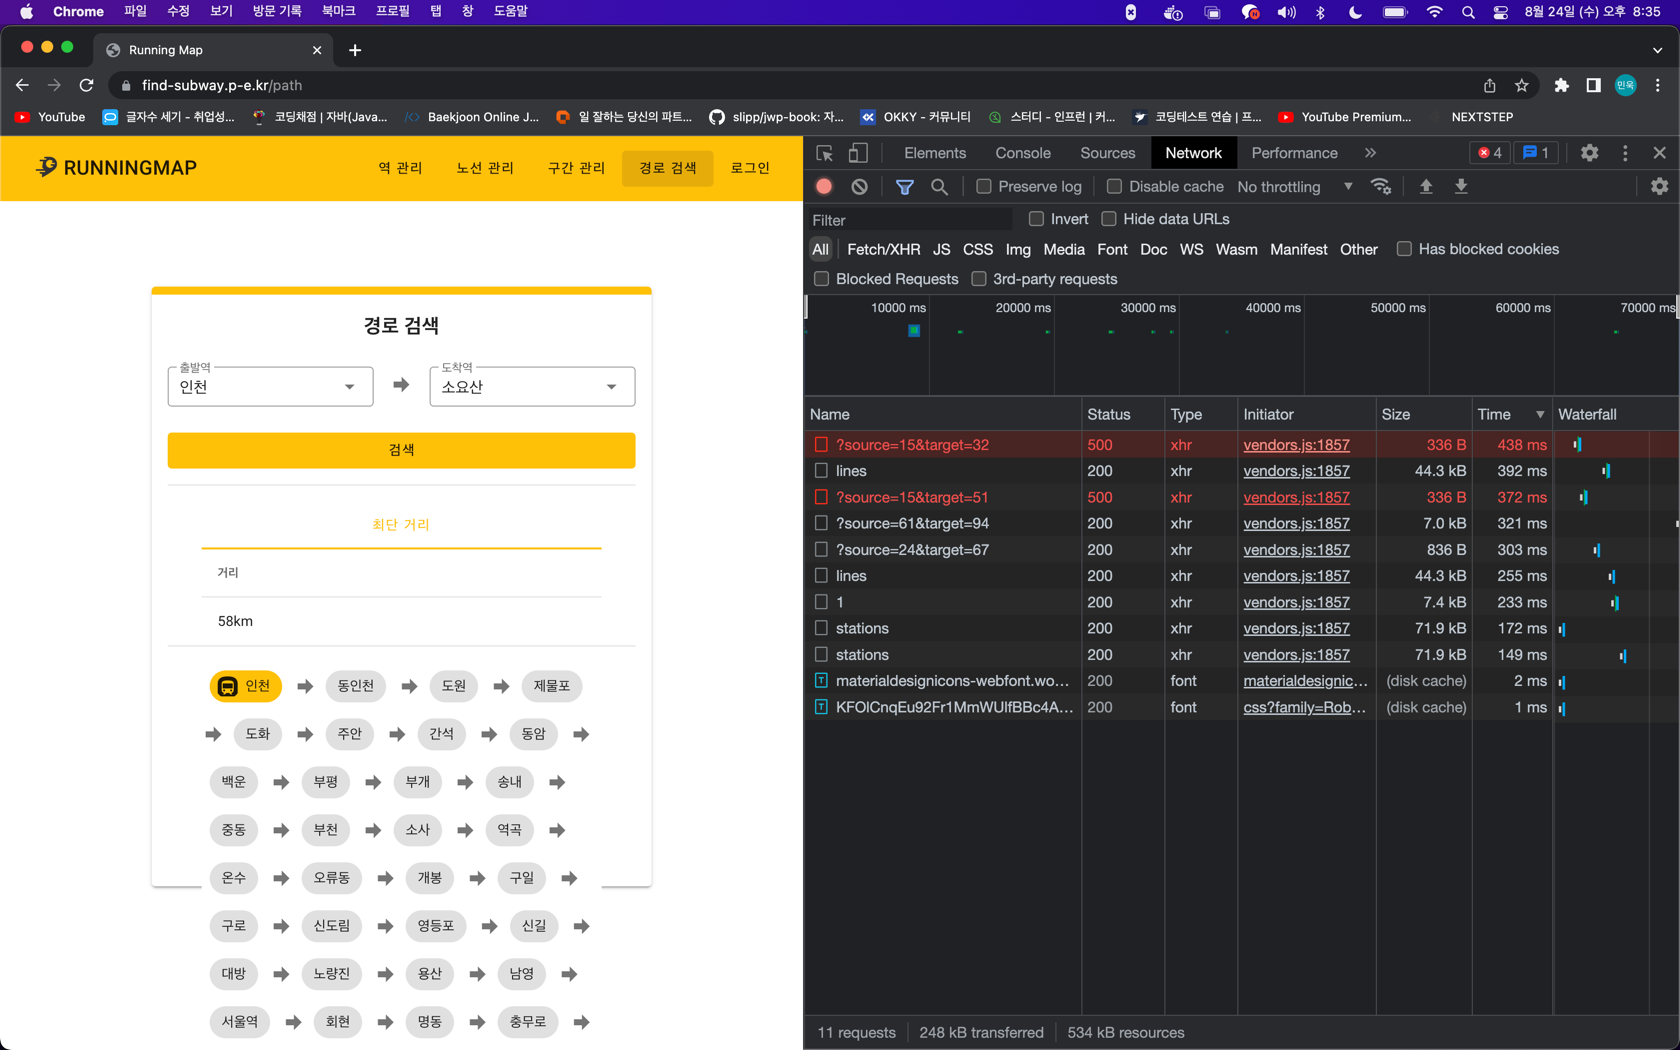 Chrome 파일 수정 보기 방문 기록 북마크 프로필 탭 창 도움말 8월 24일 (수) 오후 8:35
Running Map
find-subway.p-e.kr/path 민욱
YouTube 글자수 세기 - 취업성... 코딩채점 | 자바(Java... Baekjoon Online J... 일 잘하는 당신의 파트... slipp/jwp-book: 자... OKKY - 커뮤니티 스터디 - 인프런 | 커... 코딩테스트 연습 | 프... YouTube Premium... NEXTSTEP
RUNNINGMAP 역 관리 노선 관리 구간 관리 경로 검색 로그인
경로 검색
출발역 도착역
인천 소요산
검색
최단 거리
거리
58km
인천 동인천 도원 제물포
도화 주안 간석 동암
백운 부평 부개 송내
중동 부천 소사 역곡
온수 오류동 개봉 구일
구로 신도림 영등포 신길
대방 노량진 용산 남영
서울역 회현 명동 충무로
Elements Console Sources Network Performance 4 1
Preserve log Disable cache No throttling
Filter Invert Hide data URLs
All Fetch/XHR JS CSS Img Media Font Doc WS Wasm Manifest Other Has blocked cookies
Blocked Requests 3rd-party requests
10000 ms 20000 ms 30000 ms 40000 ms 50000 ms 60000 ms 70000 ms
Name Status Type Initiator Size Time Waterfall
?source=15&target=32 500 xhr vendors.js:1857 336 B 438 ms
lines 200 xhr vendors.js:1857 44.3 kB 392 ms
?source=15&target=51 500 xhr vendors.js:1857 336 B 372 ms
?source=61&target=94 200 xhr vendors.js:1857 7.0 kB 321 ms
?source=24&target=67 200 xhr vendors.js:1857 836 B 303 ms
lines 200 xhr vendors.js:1857 44.3 kB 255 ms
1 200 xhr vendors.js:1857 7.4 kB 233 ms
stations 200 xhr vendors.js:1857 71.9 kB 172 ms
stations 200 xhr vendors.js:1857 71.9 kB 149 ms
materialdesignicons-webfont.wo... 200 font materialdesignic... (disk cache) 2 ms
KFOlCnqEu92Fr1MmWUlfBBc4A... 200 font css?family=Rob... (disk cache) 1 ms
11 requests 248 kB transferred 534 kB resources